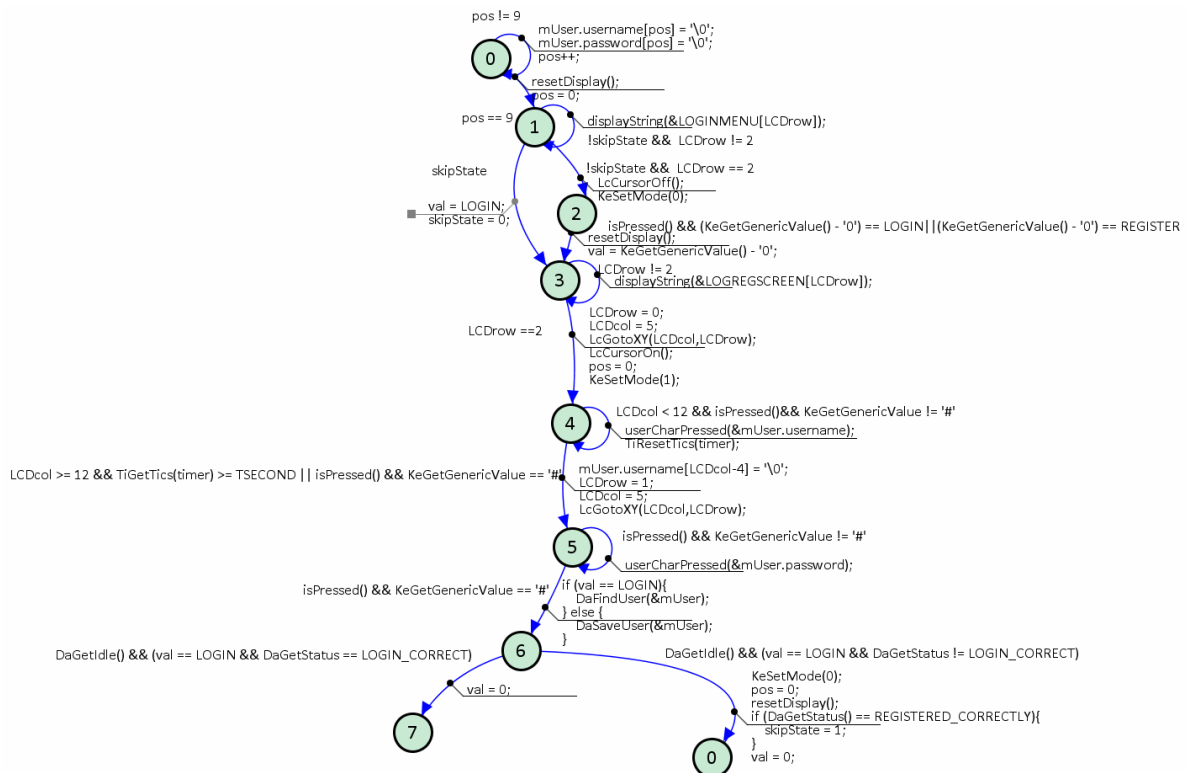 pos != 9
mUser.username[pos] = '\0';
mUser.password[pos] = '\0';
pos++;
0
resetDisplay();
pos = 0;
pos == 9
1
displayString(&LOGINMENU[LCDrow]);
!skipState && LCDrow != 2
skipState
!skipState && LCDrow == 2
LcCursorOff();
KeSetMode(0);
val = LOGIN;
skipState = 0;
2
isPressed() && (KeGetGenericValue() - '0') == LOGIN||(KeGetGenericValue() - '0') == REGISTER
resetDisplay();
val = KeGetGenericValue() - '0';
3
LCDrow != 2
displayString(&LOGREGSCREEN[LCDrow]);
LCDrow ==2
LCDrow = 0;
LCDcol = 5;
LcGotoXY(LCDcol,LCDrow);
LcCursorOn();
pos = 0;
KeSetMode(1);
4
LCDcol < 12 && isPressed()&& KeGetGenericValue != '#'
userCharPressed(&mUser.username);
TiResetTics(timer);
LCDcol >= 12 && TiGetTics(timer) >= TSECOND || isPressed() && KeGetGenericValue == '#'
mUser.username[LCDcol-4] = '\0';
LCDrow = 1;
LCDcol = 5;
LcGotoXY(LCDcol,LCDrow);
5
isPressed() && KeGetGenericValue != '#'
userCharPressed(&mUser.password);
isPressed() && KeGetGenericValue == '#'
if (val == LOGIN){
DaFindUser(&mUser);
} else {
DaSaveUser(&mUser);
}
6
DaGetIdle() && (val == LOGIN && DaGetStatus == LOGIN_CORRECT)
val = 0;
7
DaGetIdle() && (val == LOGIN && DaGetStatus != LOGIN_CORRECT)
KeSetMode(0);
pos = 0;
resetDisplay();
if (DaGetStatus() == REGISTERED_CORRECTLY){
skipState = 1;
}
val = 0;
0